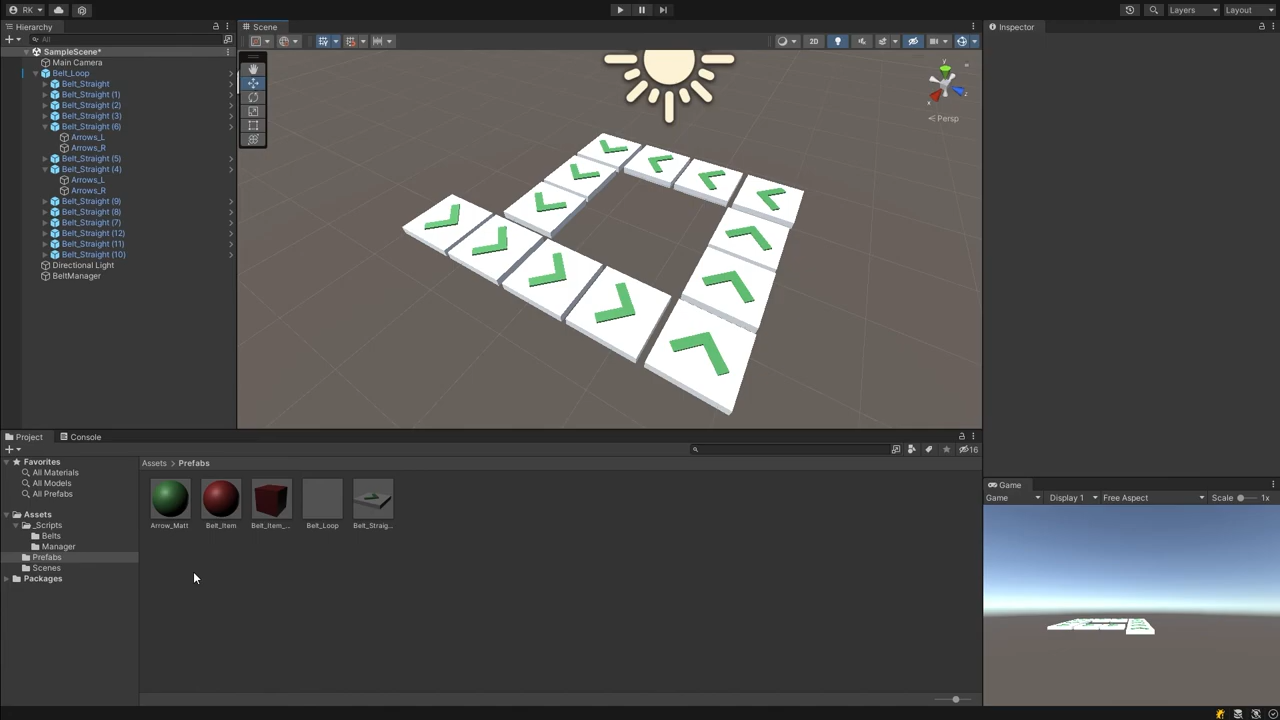 RK
Layers
Layout
Hierarchy
Scene
Inspector
All
2D
SampleScene*
Main Camera
Belt_Loop
Belt_Straight
Belt_Straight (1)
Belt_Straight (2)
Belt_Straight (3)
Belt_Straight (6)
Arrows_L
Arrows_R
Belt_Straight (5)
Belt_Straight (4)
Arrows_L
Arrows_R
Belt_Straight (9)
Belt_Straight (8)
Belt_Straight (7)
Belt_Straight (12)
Belt_Straight (11)
Belt_Straight (10)
Directional Light
BeltManager
y
x
z
Persp
Project
Console
16
Favorites
All Materials
All Models
All Prefabs
Assets
_Scripts
Belts
Manager
Prefabs
Scenes
Packages
Assets > Prefabs
Arrow_Matt
Belt_Item
Belt_Item_...
Belt_Loop
Belt_Straig...
Game
Game
Display 1
Free Aspect
Scale
1x